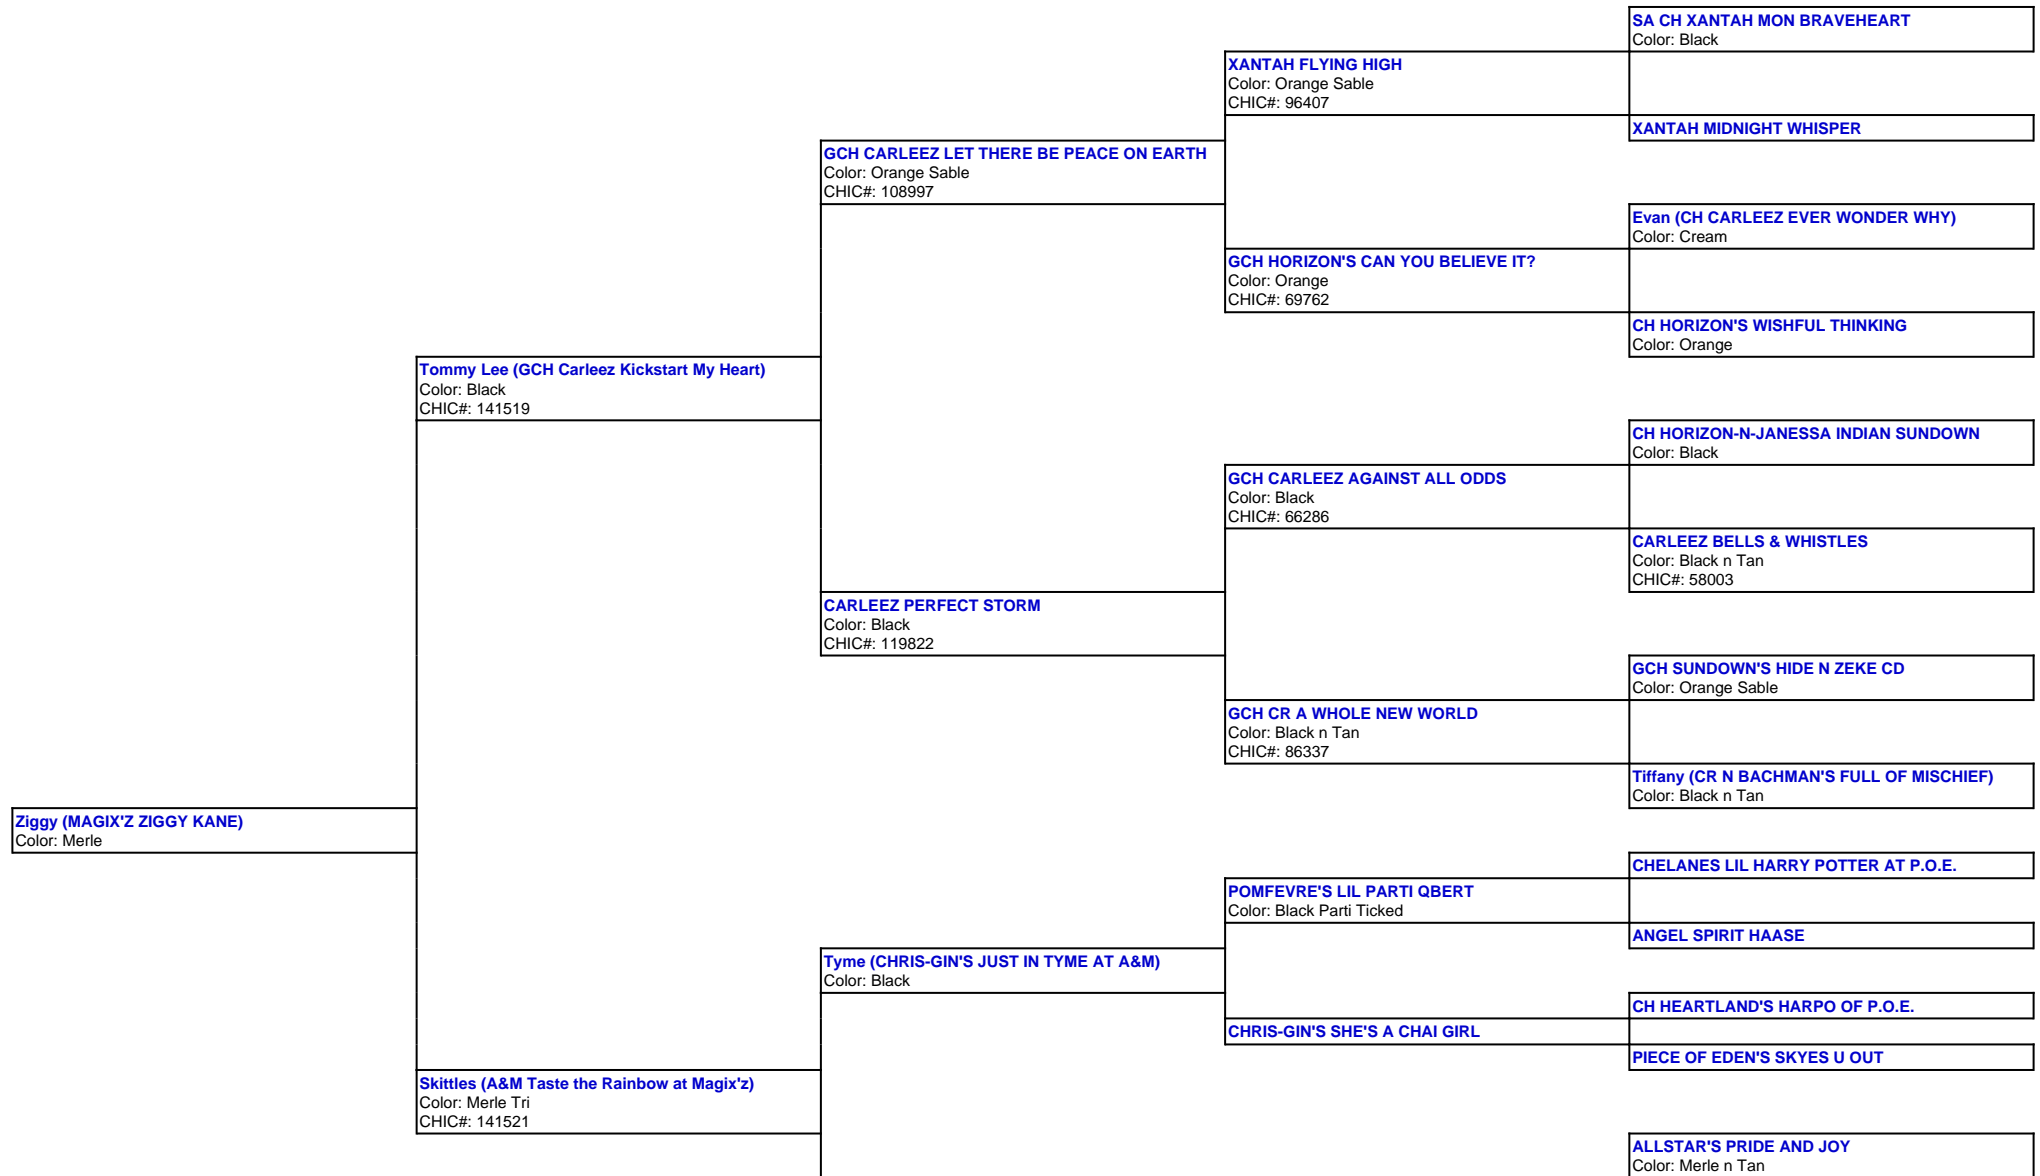 SA CH XANTAH MON BRAVEHEART
Color: Black
XANTAH FLYING HIGH
Color: Orange Sable
CHIC#: 96407
XANTAH MIDNIGHT WHISPER
GCH CARLEEZ LET THERE BE PEACE ON EARTH
Color: Orange Sable
CHIC#: 108997
Evan (CH CARLEEZ EVER WONDER WHY)
Color: Cream
GCH HORIZON'S CAN YOU BELIEVE IT?
Color: Orange
CHIC#: 69762
CH HORIZON'S WISHFUL THINKING
Color: Orange
Tommy Lee (GCH Carleez Kickstart My Heart)
Color: Black
CHIC#: 141519
CH HORIZON-N-JANESSA INDIAN SUNDOWN
Color: Black
GCH CARLEEZ AGAINST ALL ODDS
Color: Black
CHIC#: 66286
CARLEEZ BELLS & WHISTLES
Color: Black n Tan
CHIC#: 58003
CARLEEZ PERFECT STORM
Color: Black
CHIC#: 119822
GCH SUNDOWN'S HIDE N ZEKE CD
Color: Orange Sable
GCH CR A WHOLE NEW WORLD
Color: Black n Tan
CHIC#: 86337
Tiffany (CR N BACHMAN'S FULL OF MISCHIEF)
Color: Black n Tan
Ziggy (MAGIX'Z ZIGGY KANE)
Color: Merle
CHELANES LIL HARRY POTTER AT P.O.E.
POMFEVRE'S LIL PARTI QBERT
Color: Black Parti Ticked
ANGEL SPIRIT HAASE
Tyme (CHRIS-GIN'S JUST IN TYME AT A&M)
Color: Black
CH HEARTLAND'S HARPO OF P.O.E.
CHRIS-GIN'S SHE'S A CHAI GIRL
PIECE OF EDEN'S SKYES U OUT
Skittles (A&M Taste the Rainbow at Magix'z)
Color: Merle Tri
CHIC#: 141521
ALLSTAR'S PRIDE AND JOY
Color: Merle n Tan